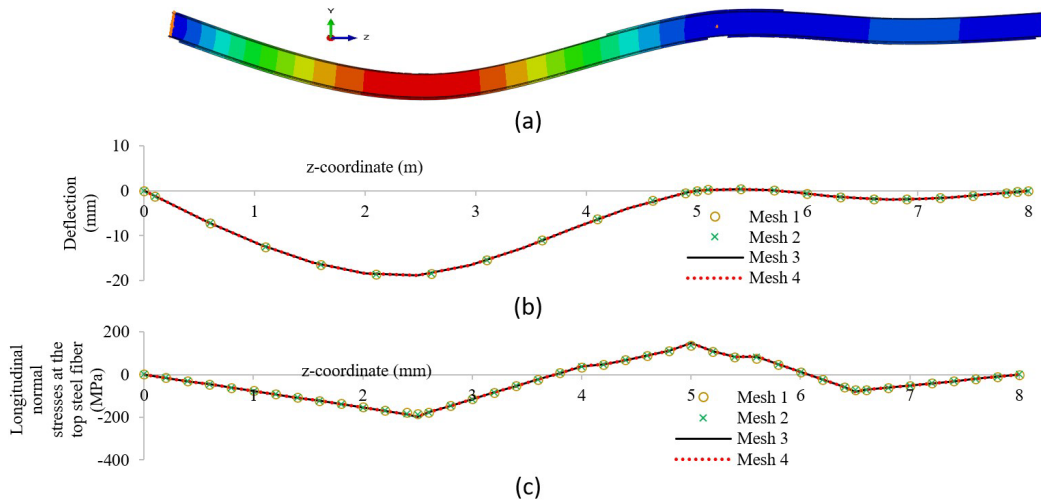 Y
Z
(a)
10
0
-10
-20
Deflection
(mm)
z-coordinate (m)
0 1 2 3 4 5 6 7 8
Mesh 1
Mesh 2
Mesh 3
Mesh 4
(b)
200
0
-200
-400
Longitudinal
normal
stresses at the
top steel fiber
(MPa)
z-coordinate (mm)
0 1 2 3 4 5 6 7 8
Mesh 1
Mesh 2
Mesh 3
Mesh 4
(c)